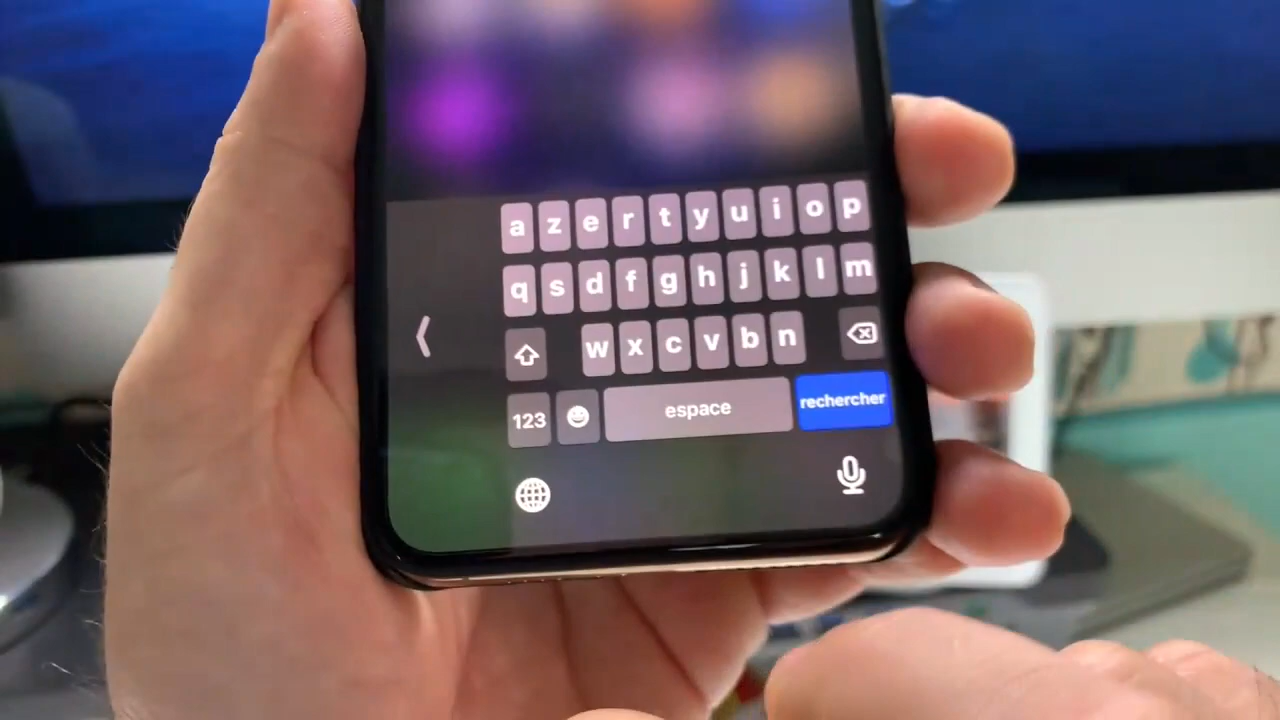 a z e r t y u i o p
q s d f g h j k l m
w x c v b n
123 espace rechercher